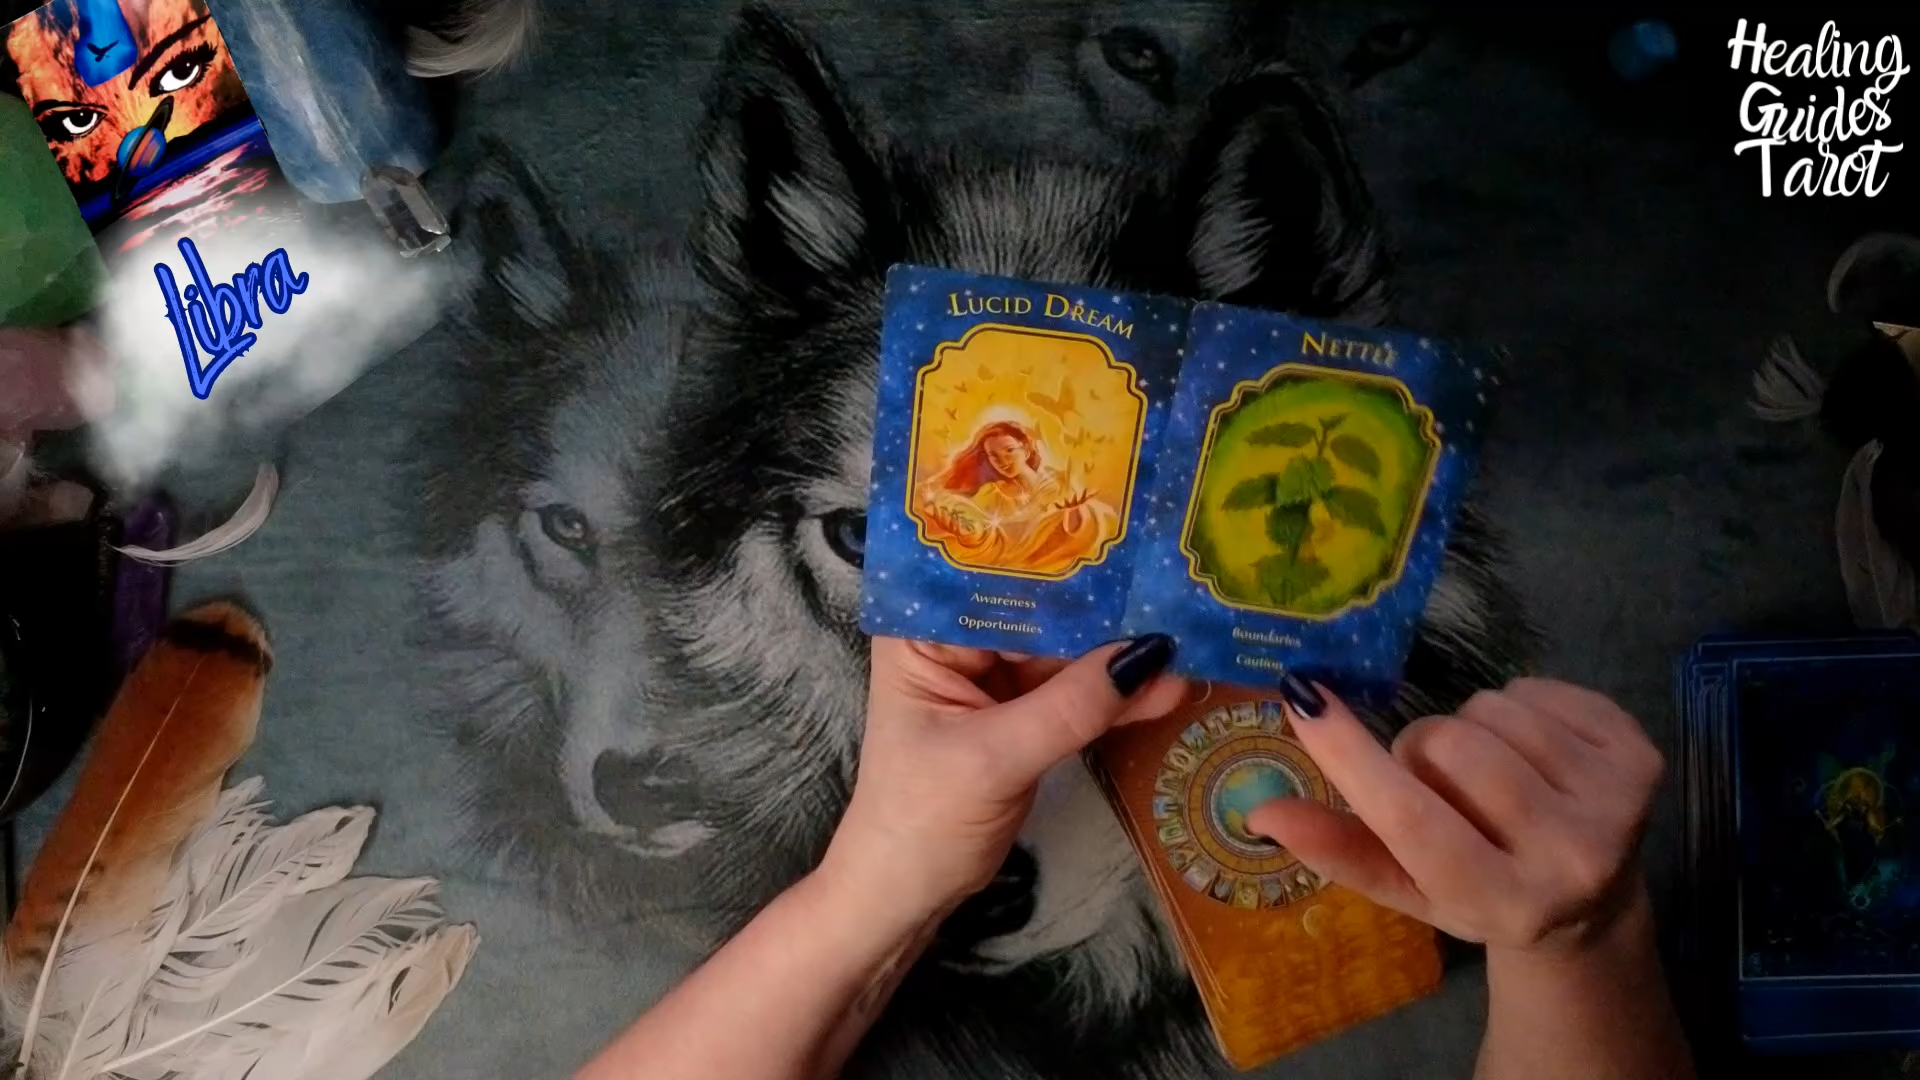 Healing
Guides
Tarot
Libra
LUCID DREAM
NETTLE
Awareness
Opportunities
Boundaries
Caution